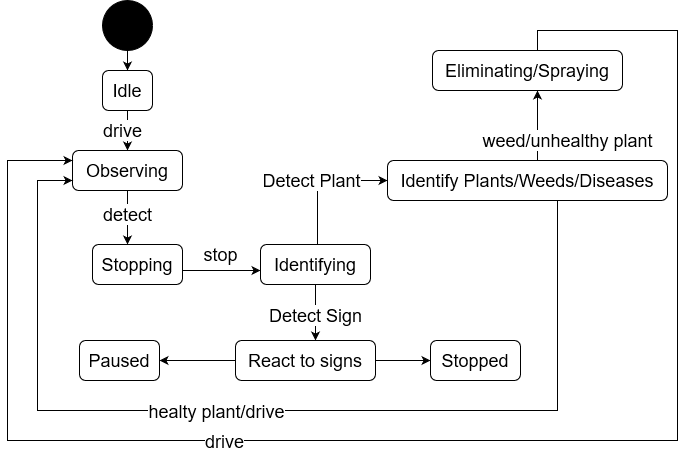 Idle
drive
Observing
detect
Stopping
stop
Identifying
Detect Plant
Identify Plants/Weeds/Diseases
weed/unhealthy plant
Eliminating/Spraying
Detect Sign
Paused
React to signs
Stopped
healty plant/drive
drive